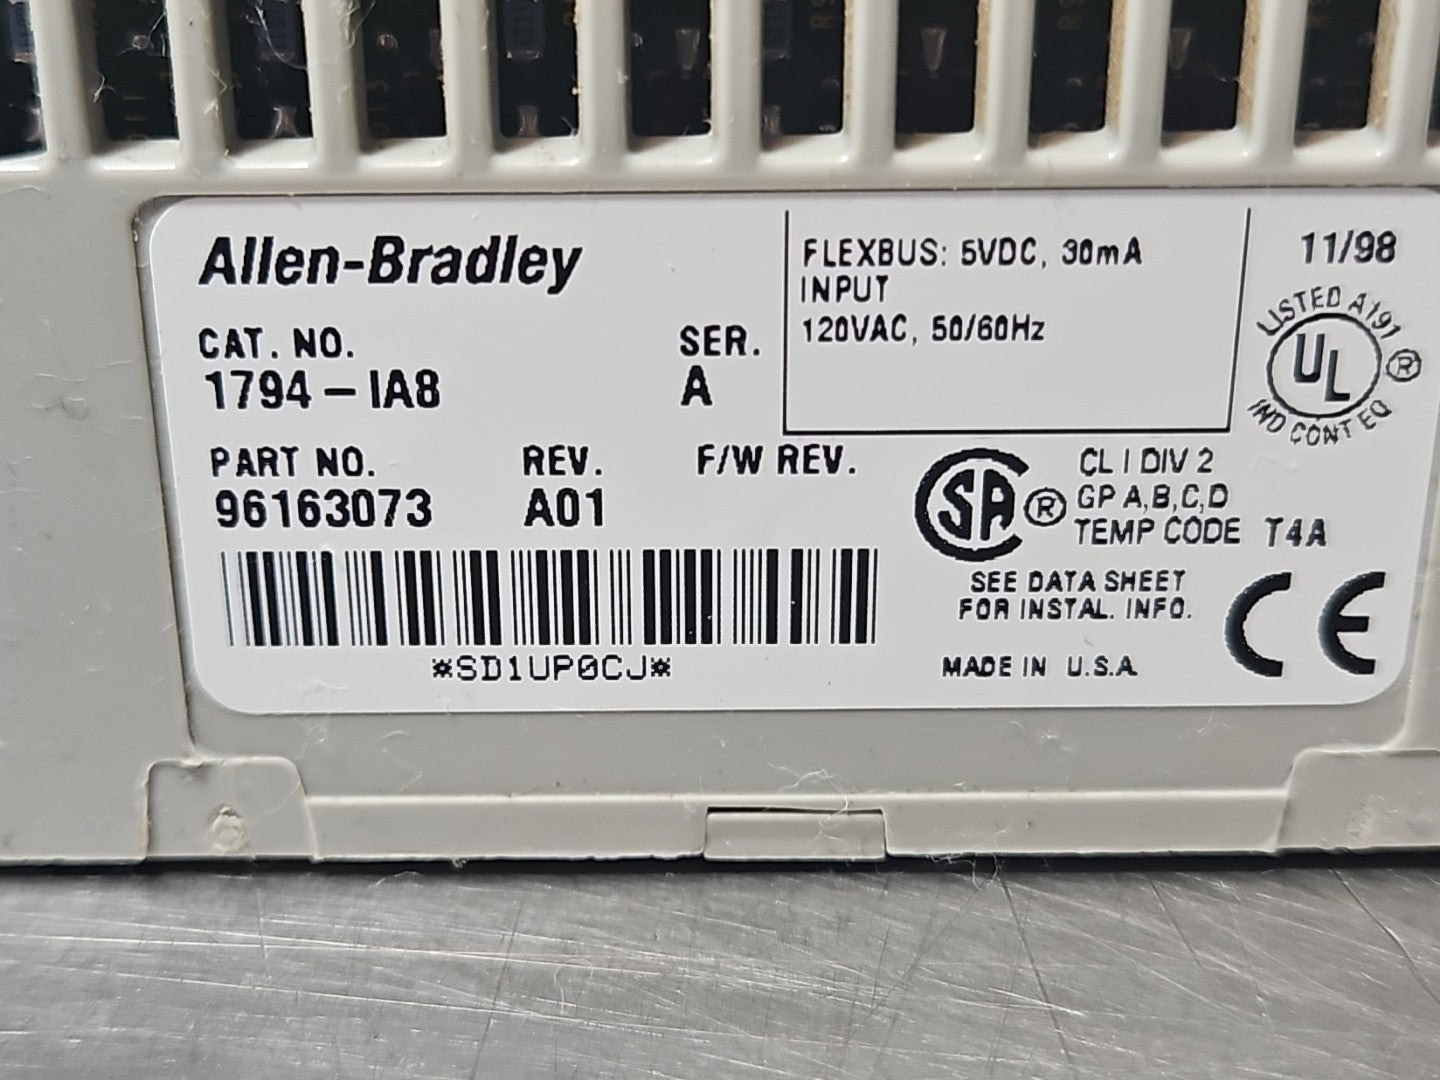 Allen-Bradley
CAT. NO.
1794-IA8
SER.
A
FLEXBUS: 5VDC, 30mA
INPUT
120VAC, 50/60Hz
11/98
LISTED A191
UL ®
IND CONT EQ
PART NO.
96163073
REV.
A01
F/W REV.
*SD1UP0CJ*
SA ®
CL I DIV 2
GP A,B,C,D
TEMP CODE T4A
SEE DATA SHEET
FOR INSTAL. INFO.
MADE IN U.S.A
CE